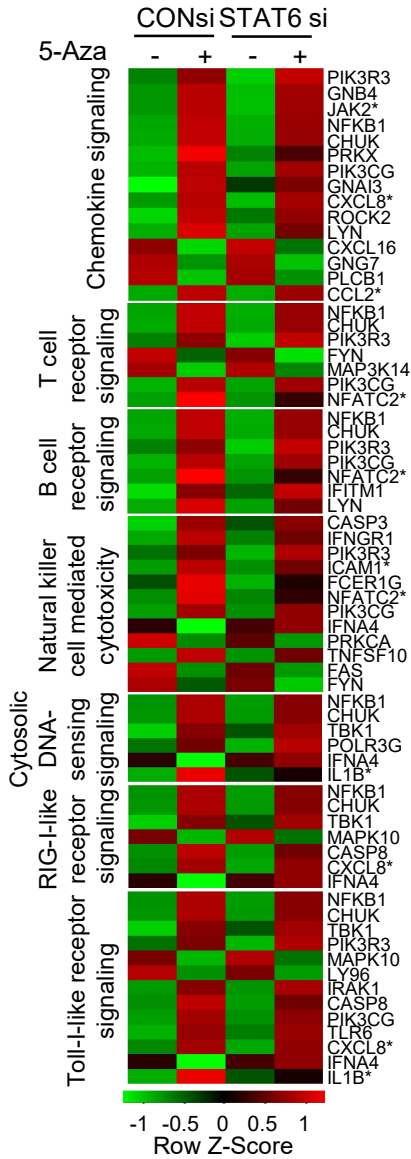 CONsi STAT6 si
5-Aza - + - +
Chemokine signaling
PIK3R3
GNB4
JAK2*
NFKB1
CHUK
PRKX
PIK3CG
GNAI3
CXCL8*
ROCK2
LYN
CXCL16
GNG7
PLCB1
CCL2*
T cell
receptor
signaling
NFKB1
CHUK
PIK3R3
FYN
MAP3K14
PIK3CG
NFATC2*
B cell
receptor
signaling
NFKB1
CHUK
PIK3R3
PIK3CG
NFATC2*
IFITM1
LYN
Natural killer
cell mediated
cytotoxicity
CASP3
IFNGR1
PIK3R3
ICAM1*
FCER1G
NFATC2*
PIK3CG
IFNA4
PRKCA
TNFSF10
FAS
FYN
Cytosolic
DNA-
sensing
signaling
NFKB1
CHUK
TBK1
POLR3G
IFNA4
IL1B*
RIG-I-like
receptor
signaling
NFKB1
CHUK
TBK1
MAPK10
CASP8
CXCL8*
IFNA4
Toll-I-like receptor
signaling
NFKB1
CHUK
TBK1
PIK3R3
MAPK10
LY96
IRAK1
CASP8
PIK3CG
TLR6
CXCL8*
IFNA4
IL1B*
-1 -0.5 0 0.5 1
Row Z-Score